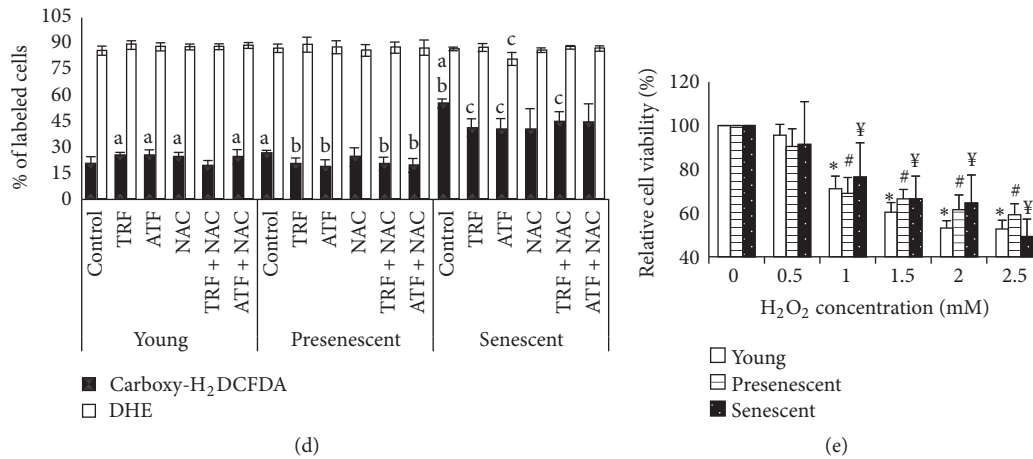 105
90
75
60
45
30
15
0
% of labeled cells
a a a a a b b b b a b c c c c
Control TRF ATF NAC TRF + NAC ATF + NAC Control TRF ATF NAC TRF + NAC ATF + NAC Control TRF ATF NAC TRF + NAC ATF + NAC
Young Presenescent Senescent
Carboxy-H₂DCFDA
DHE
(d)
120
100
80
60
40
Relative cell viability (%)
* # ¥ * # ¥ * # ¥ * # ¥
0 0.5 1 1.5 2 2.5
H₂O₂ concentration (mM)
Young
Presenescent
Senescent
(e)